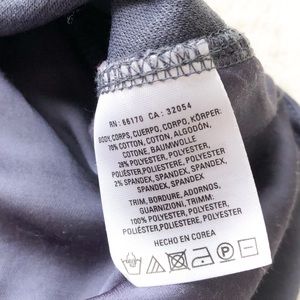 RN: 66170 CA: 32054
BODY,CORPS,CUERPO,CORPO,KÖRPER:
70% COTTON,COTON,ALGODÓN,
COTONE,BAUMWOLLE
28% POLYESTER,POLYESTER,
POLIÉSTER,POLIESTERE,POLYESTER
2% SPANDEX,SPANDEX,SPANDEX,
SPANDEX,SPANDEX
TRIM,BORDURE,ADORNOS,
GUARNIZIONI,TRIMM:
100% POLYESTER,POLYESTER,
POLIÉSTER,POLIESTERE,
POLYESTER
HECHO EN COREA